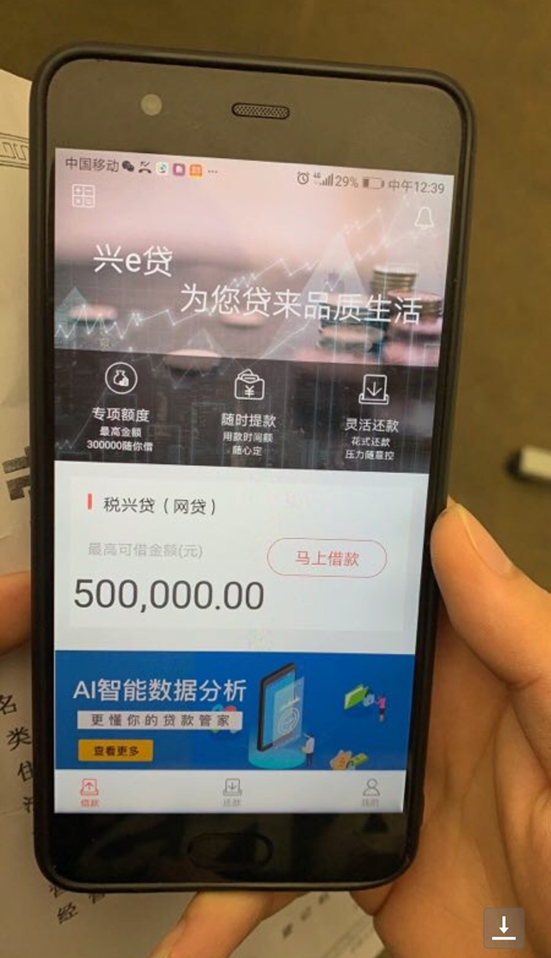 中国移动
29% 中午12:39
兴e贷
为您贷来品质生活
专项额度
最高金额
300000随你借
随时提款
用款时间额
随心定
灵活还款
花式还款
压力随意控
税兴贷（网贷）
最高可借金额(元)
马上借款
500,000.00
AI智能数据分析
更懂你的贷款管家
查看更多
借款
还款
我的
名
类
住
经